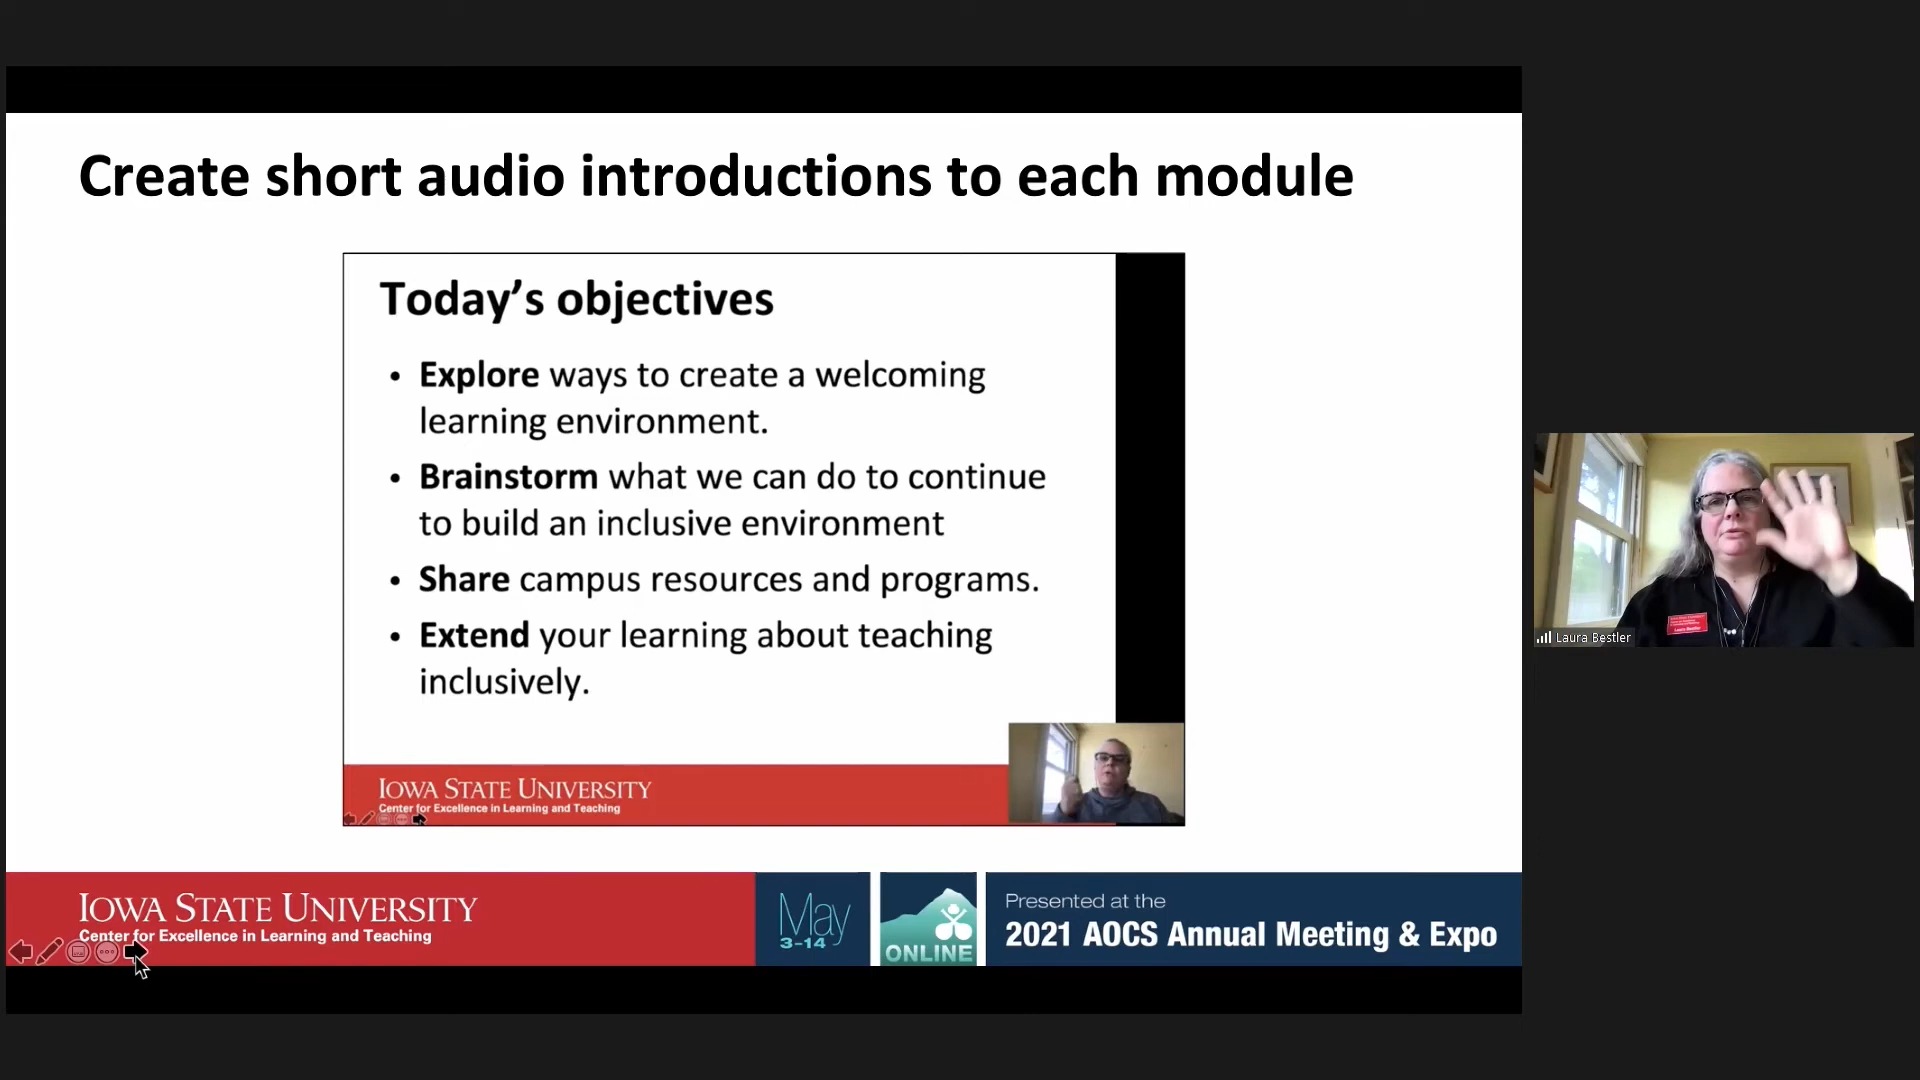 Create short audio introductions to each module
Today's objectives
• Explore ways to create a welcoming
learning environment.
• Brainstorm what we can do to continue
to build an inclusive environment
• Share campus resources and programs.
• Extend your learning about teaching
inclusively.
IOWA STATE UNIVERSITY
Center for Excellence in Learning and Teaching
Laura Bestler
IOWA STATE UNIVERSITY
Center for Excellence in Learning and Teaching
May
3-14
ONLINE
Presented at the
2021 AOCS Annual Meeting & Expo